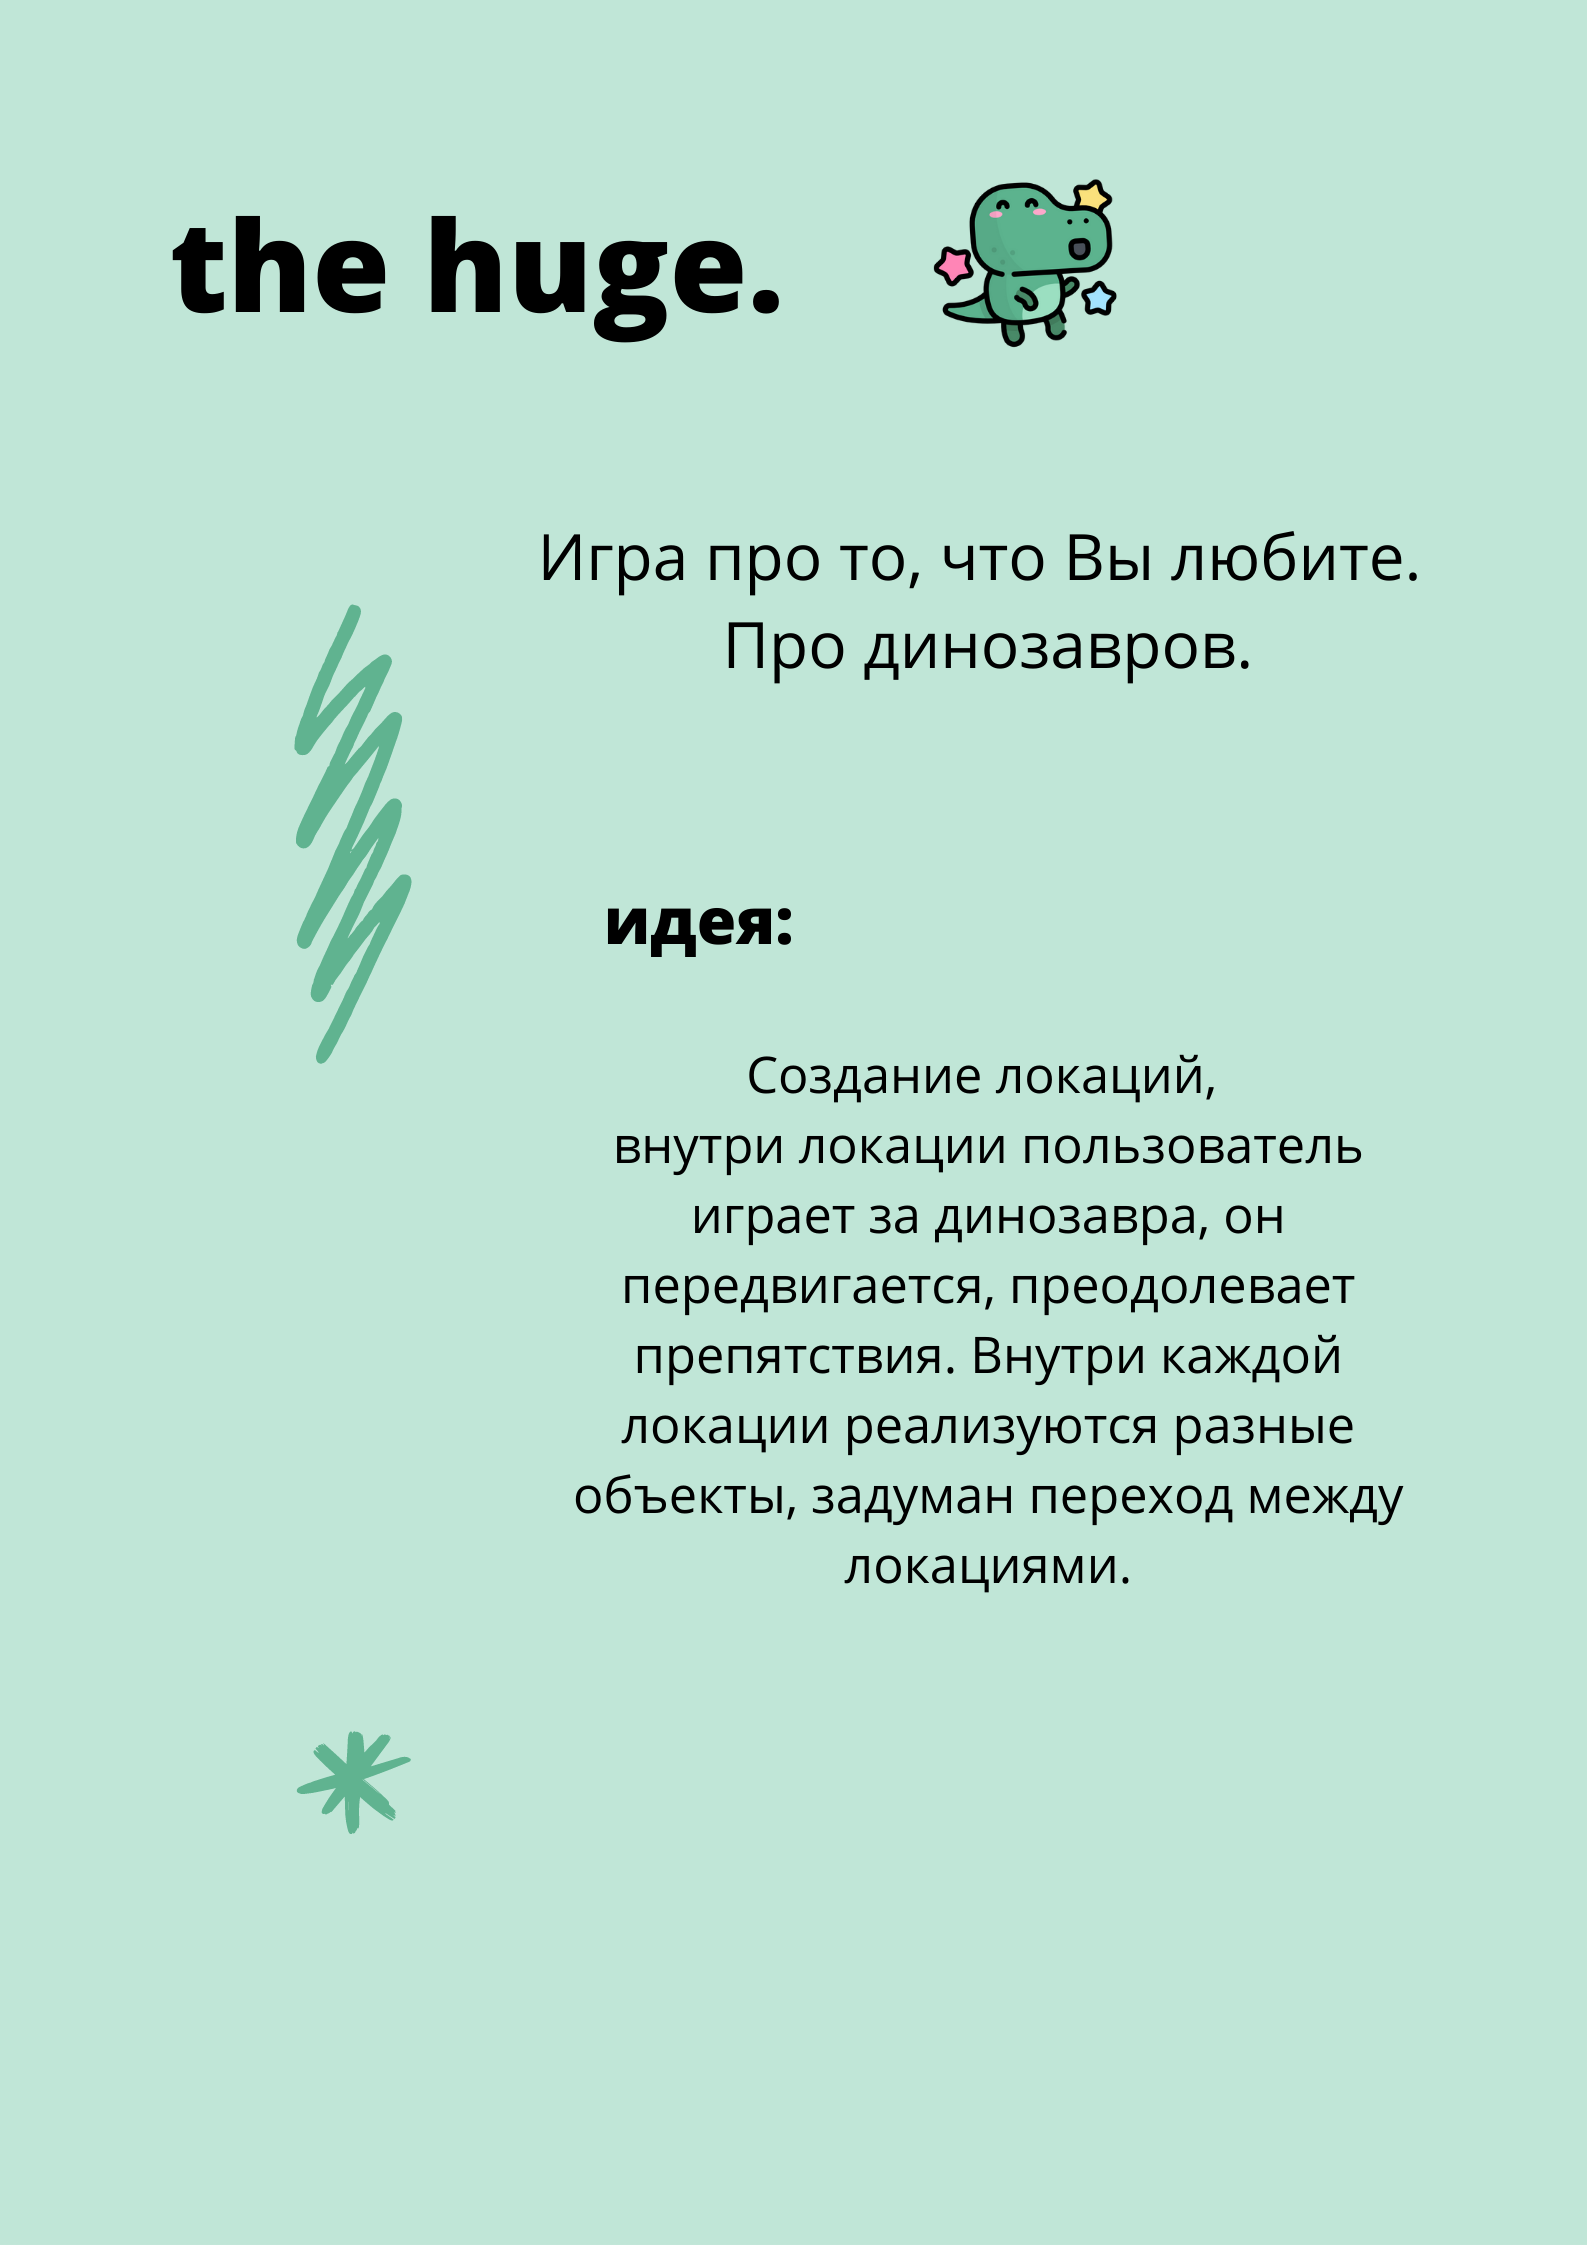 the huge.
Игра про то, что Вы любите.
Про динозавров.
идея:
Создание локаций,
внутри локации пользователь
играет за динозавра, он
передвигается, преодолевает
препятствия. Внутри каждой
локации реализуются разные
объекты, задуман переход между
локациями.